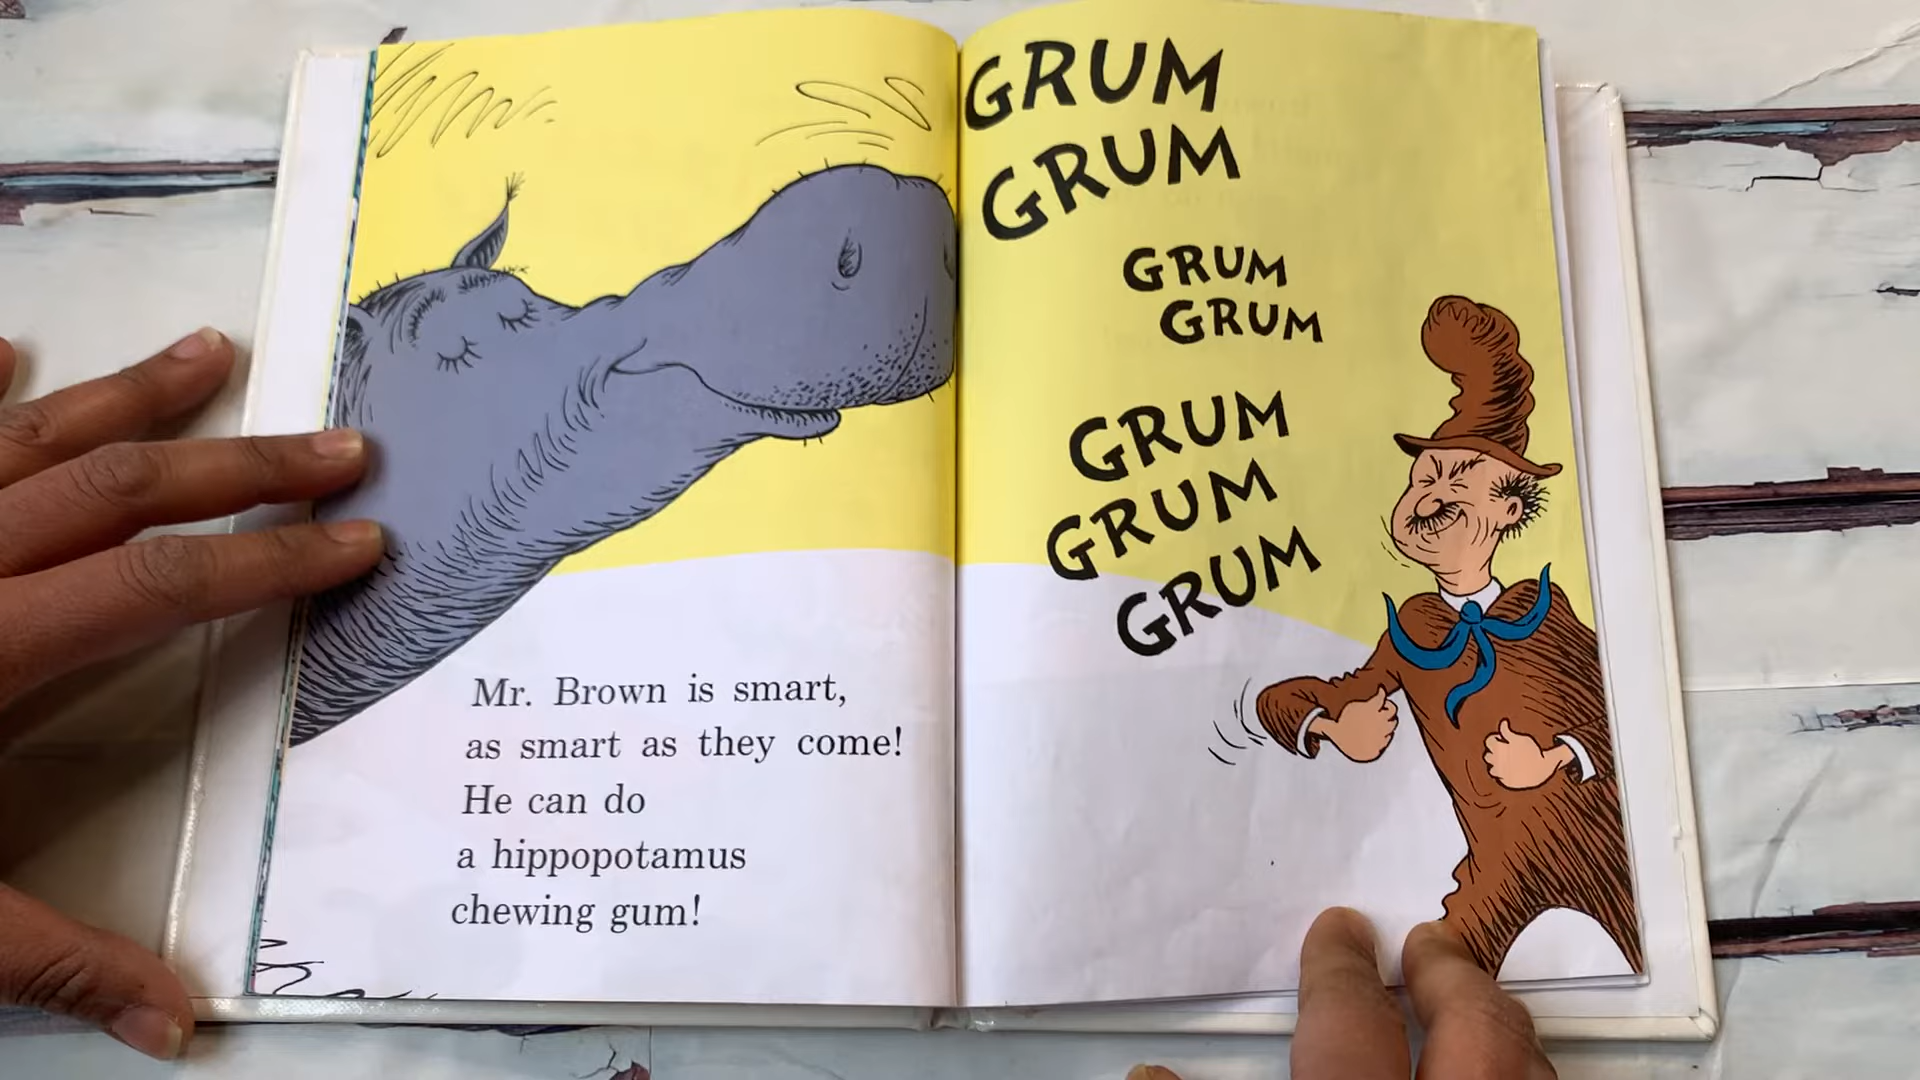 Mr. Brown is smart,
as smart as they come!
He can do
a hippopotamus
chewing gum!
GRUM
GRUM
GRUM
GRUM
GRUM
GRUM
GRUM